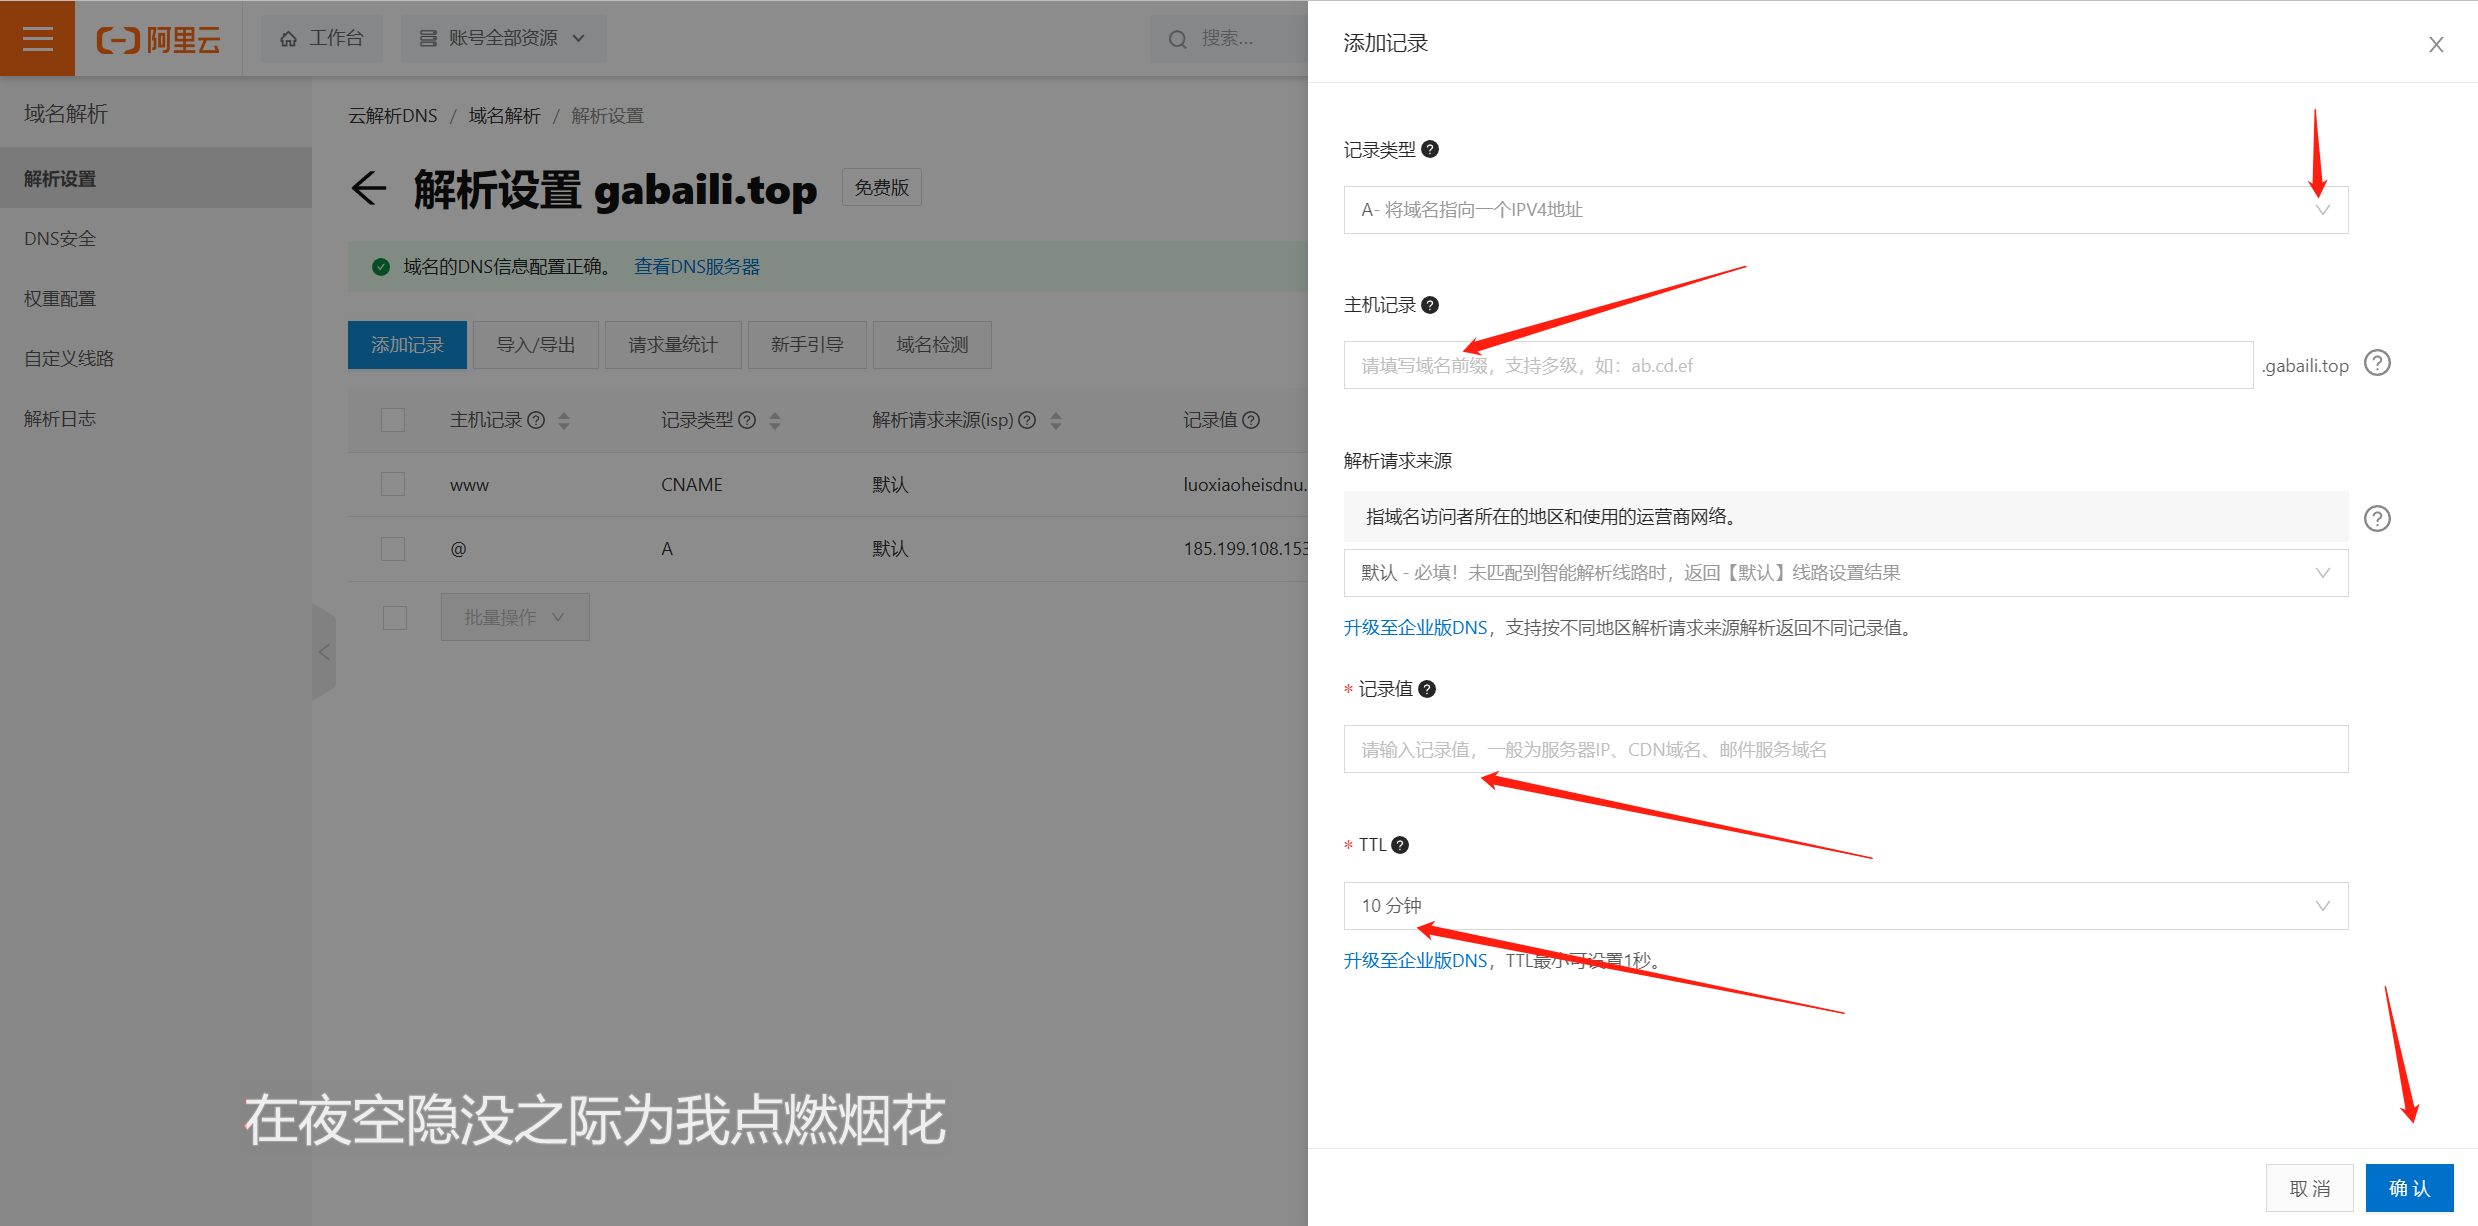 阿里云
工作台
账号全部资源
搜索...
域名解析
解析设置
DNS安全
权重配置
自定义线路
解析日志
云解析DNS / 域名解析 / 解析设置
解析设置 gabaili.top
免费版
域名的DNS信息配置正确。 查看DNS服务器
添加记录 导入/导出 请求量统计 新手引导 域名检测
主机记录 记录类型 解析请求来源(isp) 记录值
www CNAME 默认 luoxiaoheisdnu.
@ A 默认 185.199.108.153
批量操作
在夜空隐没之际为我点燃烟花
添加记录
记录类型
A- 将域名指向一个IPV4地址
主机记录
请填写域名前缀，支持多级，如：ab.cd.ef
.gabaili.top
解析请求来源
指域名访问者所在的地区和使用的运营商网络。
默认 - 必填！未匹配到智能解析线路时，返回【默认】线路设置结果
升级至企业版DNS，支持按不同地区解析请求来源解析返回不同记录值。
* 记录值
请输入记录值，一般为服务器IP、CDN域名、邮件服务域名
* TTL
10 分钟
升级至企业版DNS，TTL最小可设置1秒。
取 消
确 认